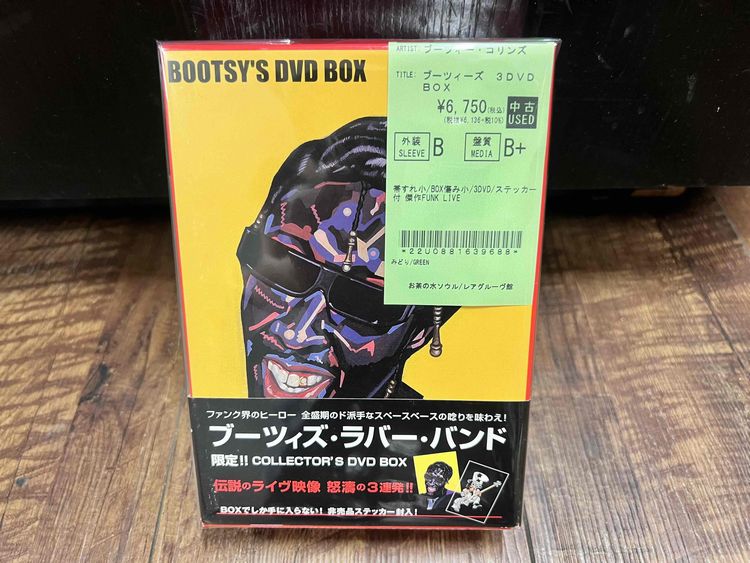 BOOTSY'S DVD BOX
ARTIST: ブーツィー・コリンズ
TITLE: ブーツィーズ 3DVD
BOX
¥6,750(税込) 中古
(税抜¥6,136+税10%) USED
外装 SLEEVE B 盤質 MEDIA B+
帯すれ小/BOX傷み小/3DVD/ステッカー
付 傑作FUNK LIVE
*22U0881639688*
みどり/GREEN
お茶の水ソウル/レアグルーヴ館
ファンク界のヒーロー 全盛期のド派手なスペースベースの唸りを味わえ!
ブーツィズ・ラバー・バンド
限定!! COLLECTOR'S DVD BOX
伝説のライヴ映像 怒濤の3連発!!
BOXでしか手に入らない! 非売品ステッカー封入!